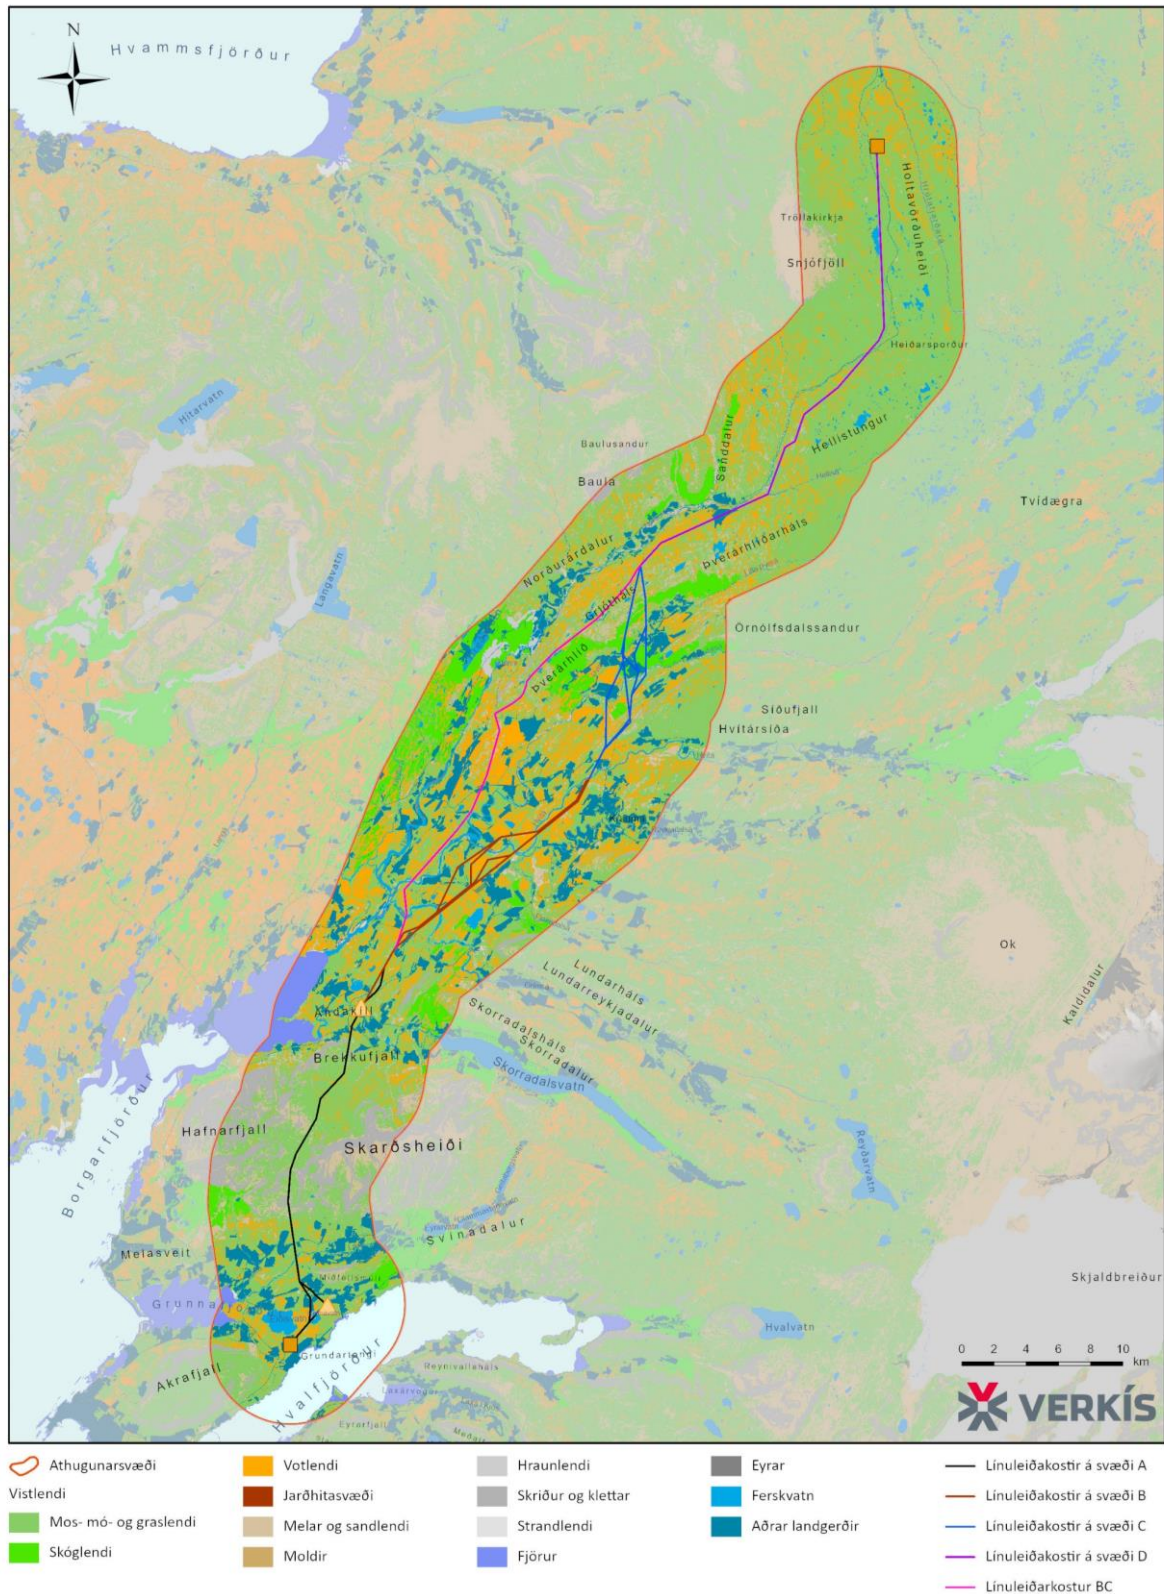 N
Hvammsfjörður
Holtavörðuheiði
Tröllakirkja
Snjófjöll
Heiðarsporður
Hítarvatn
Sanddalur
Hellistungur
Baulusandur
Baula
Tvídægra
Langavatn
Norðurárdalur
Þverárhlíðarháls
Grjótháls
Örnólfsdalssandur
Þverárhlíð
Síðufjall
Hvítársíða
Ok
Kaldidalur
Lundarháls
Lundarreykjadalur
Andakíll
Skorradalsháls
Skorradalur
Brekkufjall
Skorradalsvatn
Borgarfjörður
Hafnarfjall
Skarðsheiði
Reyðarvatn
Svínadalur
Melasveit
Skjaldbreiður
Hvalvatn
Grundartangi
Akrafjall
Hvalfjörður
Reynivallaháls
Eyrarfjall
0 2 4 6 8 10
km
VERKÍS
Athugunarsvæði
Vistlendi
Mos- mó- og graslendi
Skóglendi
Votlendi
Jarðhitasvæði
Melar og sandlendi
Moldir
Hraunlendi
Skriður og klettar
Strandlendi
Fjörur
Eyrar
Ferskvatn
Aðrar landgerðir
Línuleiðakostir á svæði A
Línuleiðakostir á svæði B
Línuleiðakostir á svæði C
Línuleiðakostir á svæði D
Línuleiðarkostur BC